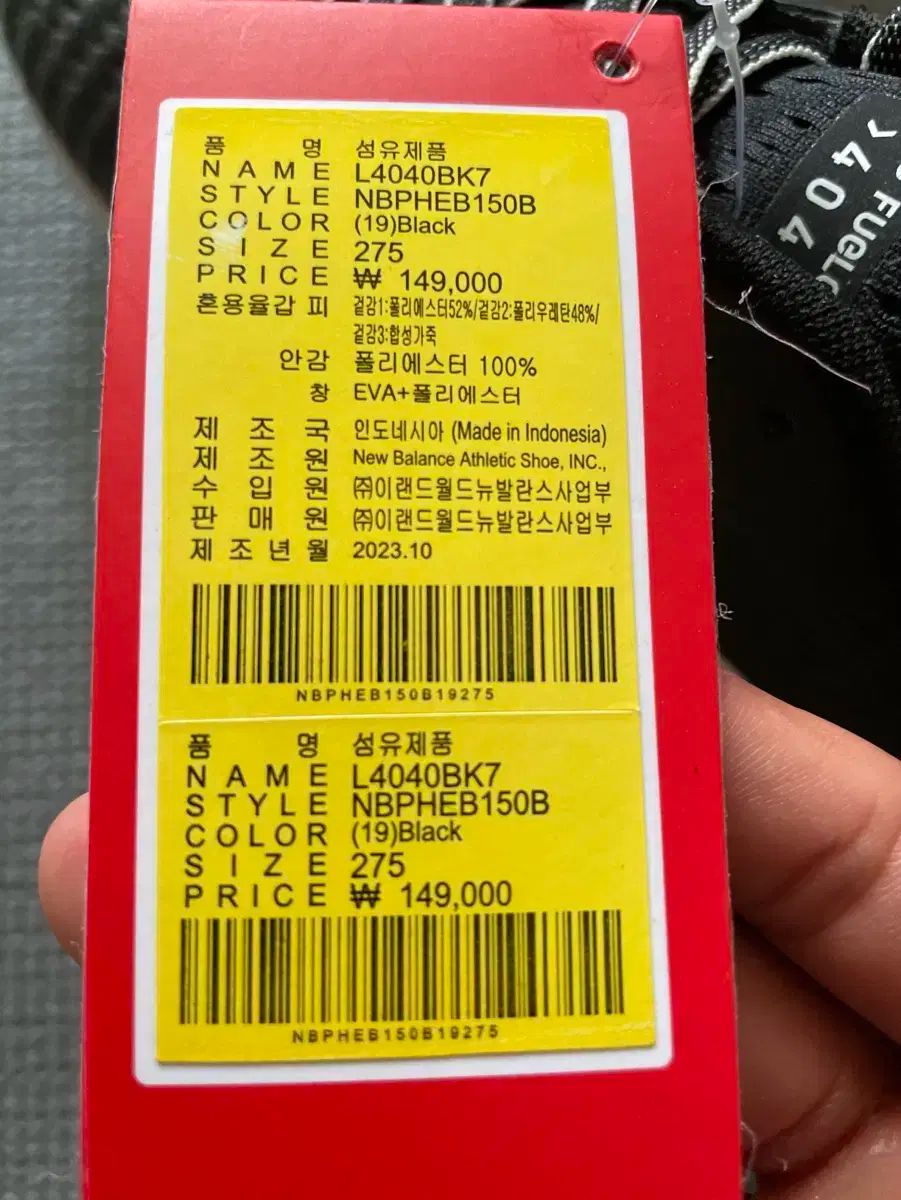 품 명 섬유제품
NAME L4040BK7
STYLE NBPHEB150B
COLOR (19)Black
SIZE 275
PRICE ₩ 149,000
혼용율갑 피 겉감1:폴리에스터52%/겉감2:폴리우레탄48%/
겉감3:합성가죽
안감 폴리에스터 100%
창 EVA+폴리에스터
제 조 국 인도네시아 (Made in Indonesia)
제 조 원 New Balance Athletic Shoe, INC.,
수 입 원 ㈜이랜드월드뉴발란스사업부
판 매 원 ㈜이랜드월드뉴발란스사업부
제 조 년 월 2023.10
NBPHEB150B19275
품 명 섬유제품
NAME L4040BK7
STYLE NBPHEB150B
COLOR (19)Black
SIZE 275
PRICE ₩ 149,000
NBPHEB150B19275
404